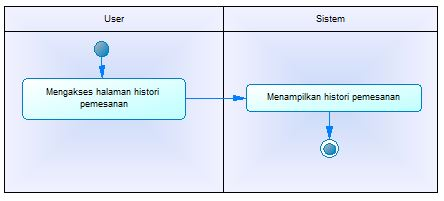 User
Sistem
Mengakses halaman histori
pemesanan
Menampilkan histori pemesanan